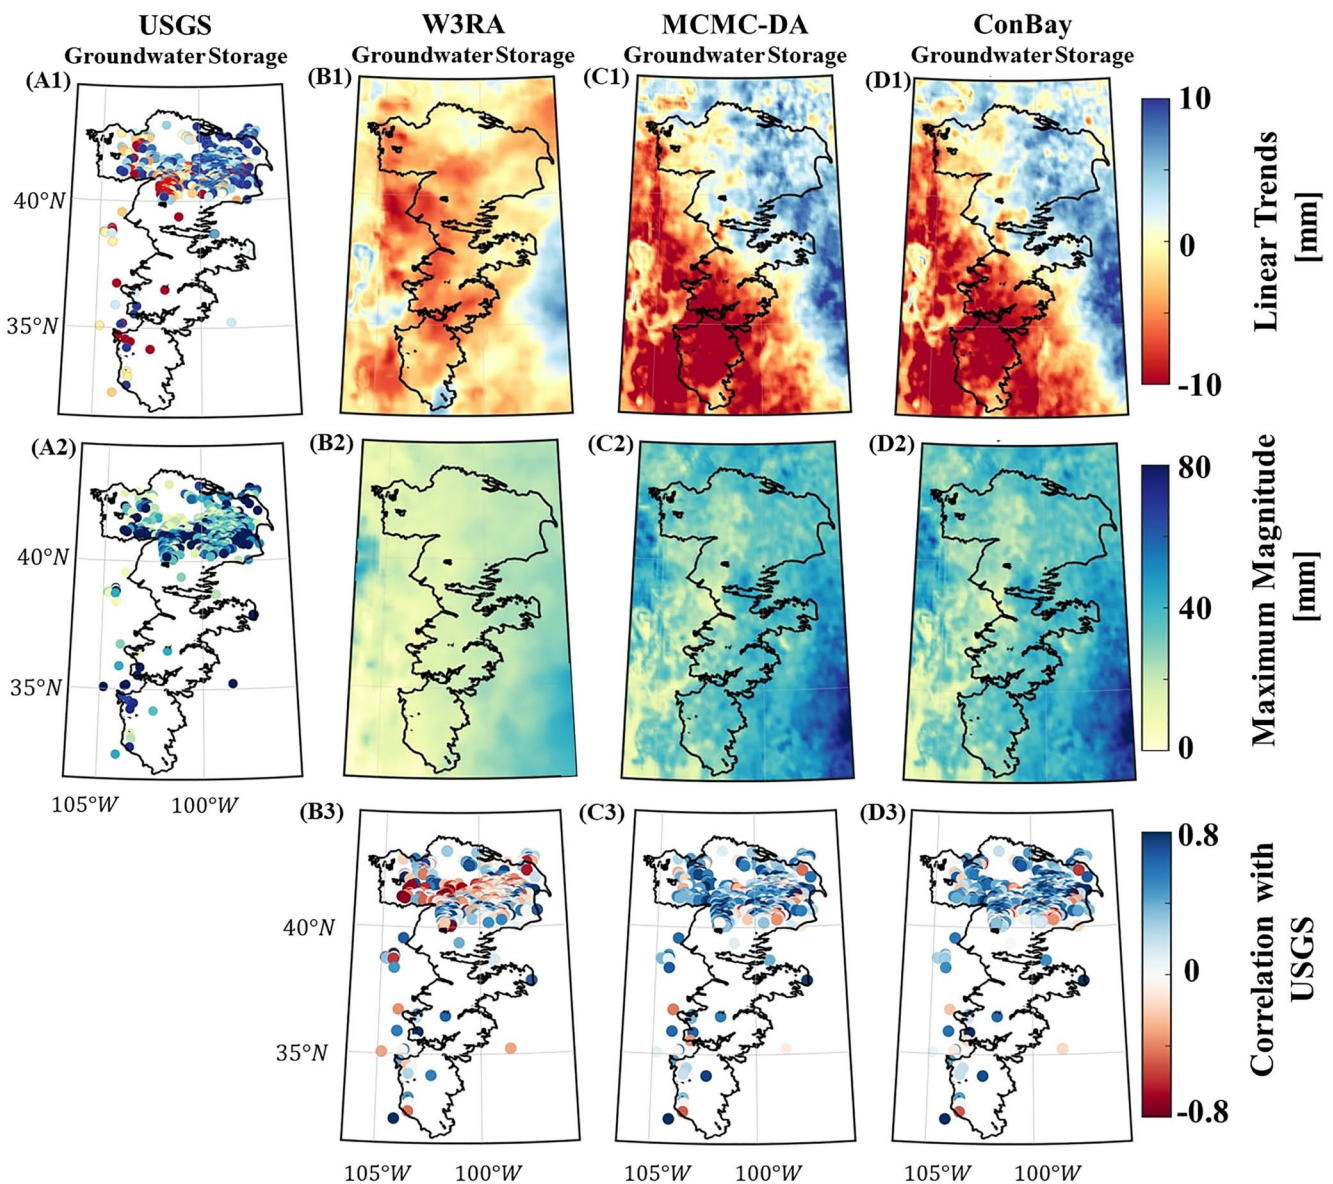 USGS
Groundwater Storage
W3RA
Groundwater Storage
MCMC-DA
Groundwater Storage
ConBay
Groundwater Storage
(A1)
(B1)
(C1)
(D1)
40°N
35°N
10
0
-10
Linear Trends
[mm]
(A2)
(B2)
(C2)
(D2)
40°N
35°N
105°W
100°W
80
40
0
Maximum Magnitude
[mm]
(B3)
(C3)
(D3)
40°N
35°N
105°W
100°W
105°W
100°W
105°W
100°W
0.8
0
-0.8
Correlation with
USGS